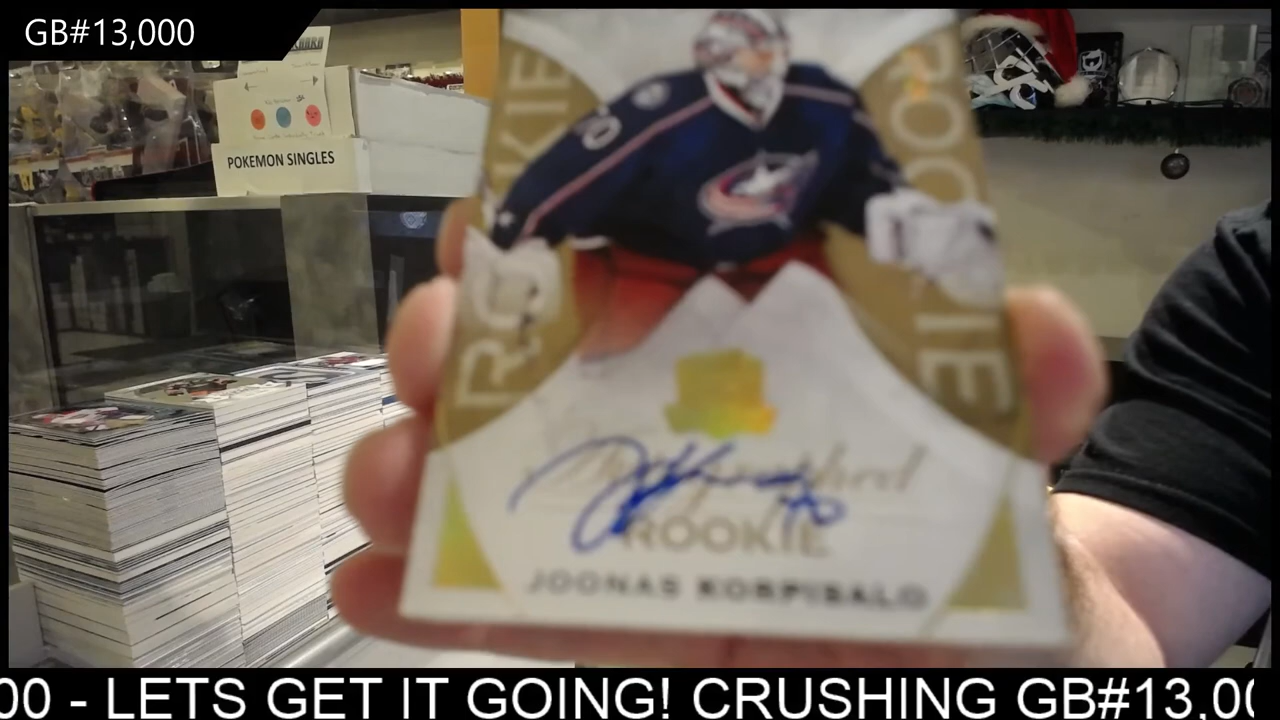 GB#13,000
POKEMON SINGLES
ROOKIE
ROOKIE
ROOKIE
JOONAS KORPISALO
00 - LETS GET IT GOING! CRUSHING GB#13,00